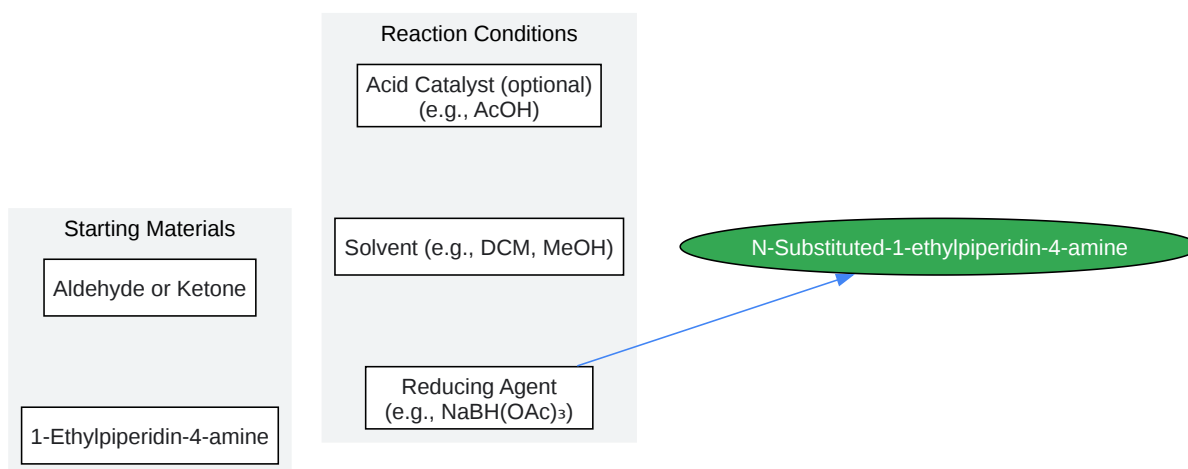 Starting Materials
Aldehyde or Ketone
1-Ethylpiperidin-4-amine
Reaction Conditions
Acid Catalyst (optional)
(e.g., AcOH)
Solvent (e.g., DCM, MeOH)
Reducing Agent
(e.g., NaBH(OAc)₃)
N-Substituted-1-ethylpiperidin-4-amine